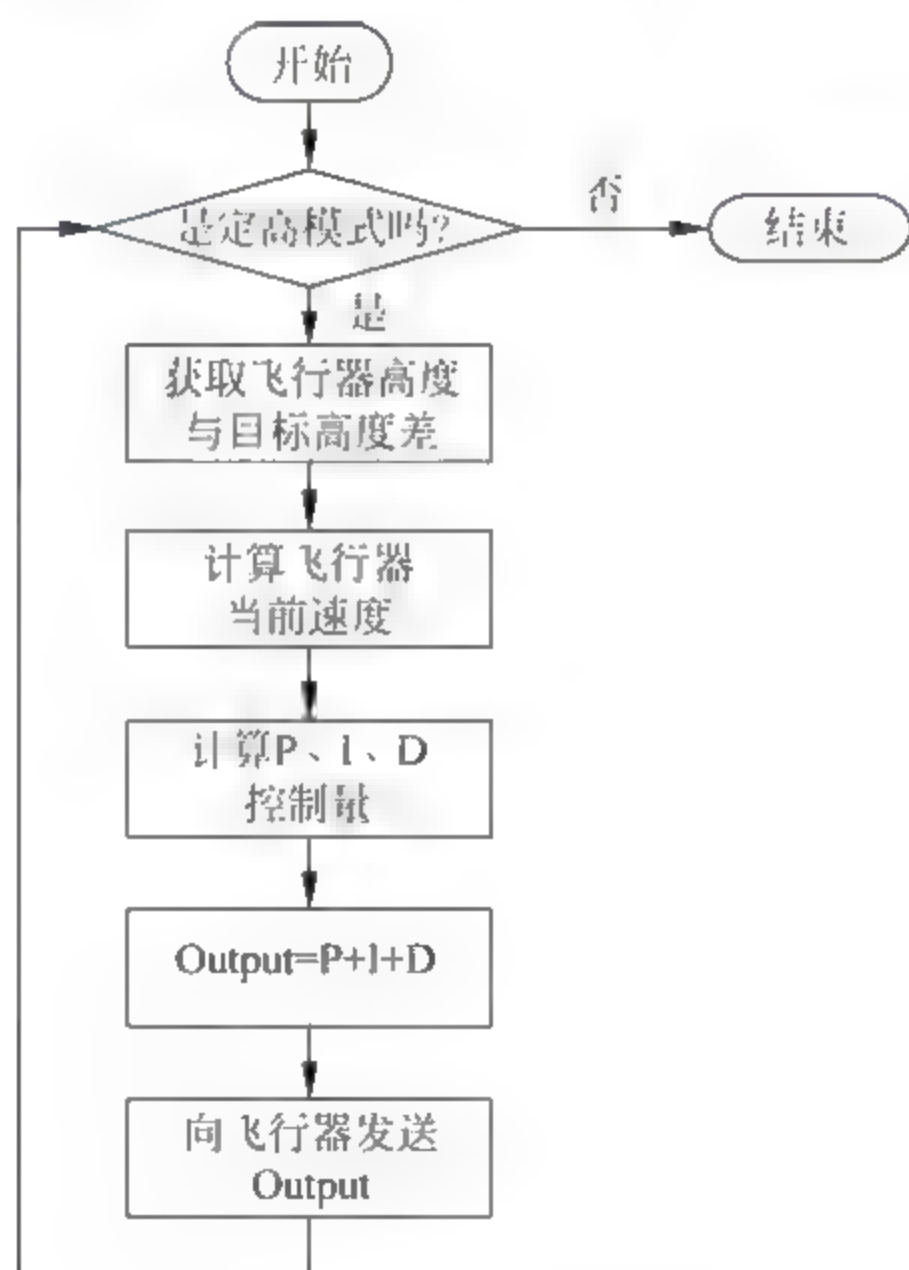 开始
是定高模式吗?
否
结束
是
获取飞行器高度
与目标高度差
计算飞行器
当前速度
计算P、I、D
控制量
Output=P+I+D
向飞行器发送
Output